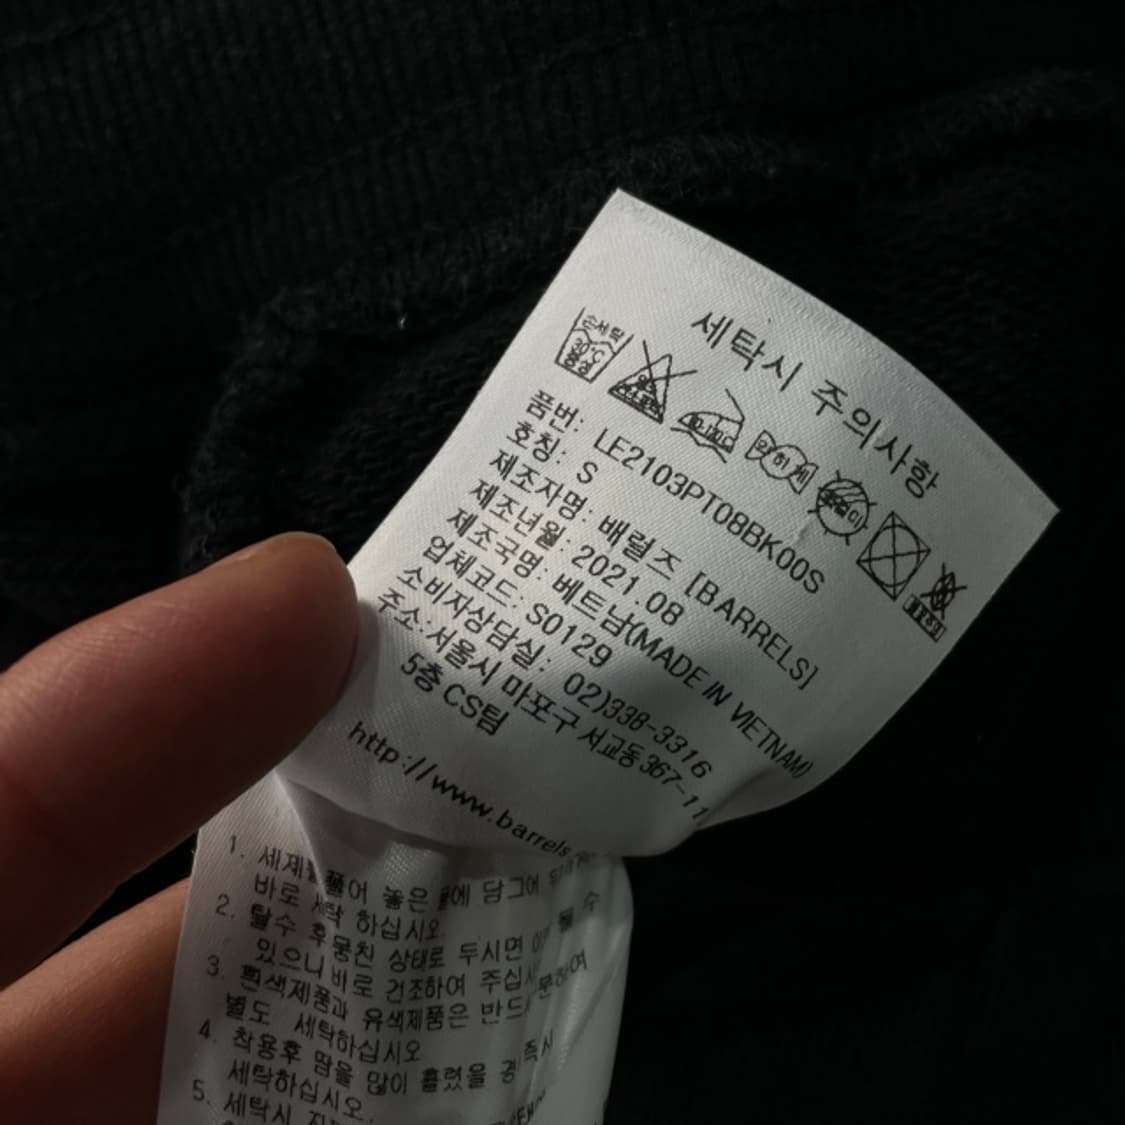 세탁시 주의사항
손세탁
30°C
중성
약하게
품번: LE2103PT08BK00S
호칭: S
제조자명: 배럴즈 [BARRELS]
제조년월: 2021.08
제조국명: 베트남(MADE IN VIETNAM)
업체코드: S0129
소비자상담실: 02)338-3316
주소:서울시 마포구 서교동 367-11
5층 CS팀
http://www.barrels
1. 세제를 풀어 놓은 물에 담그어
바로 세탁 하십시오.
2. 탈수 후 뭉친 상태로 두시면 될 수
있으니 바로 건조하여 주십시
3. 흰색제품과 유색제품은 반드시
별도 세탁하십시오
4. 착용후 땀을 많이 흘렸을 경 즉시
세탁하십시오.
5. 세탁시